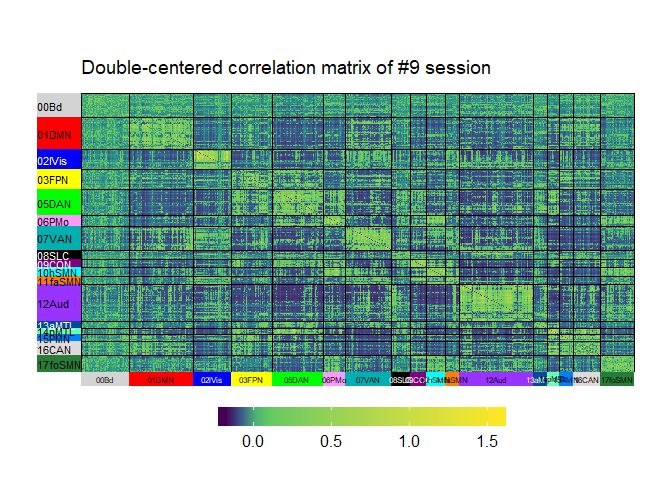 Double-centered correlation matrix of #9 session
00Bd
01DMN
02lVis
03FPN
05DAN
06PMo
07VAN
08SLC
09CON
10hSMN
11faSMN
12Aud
13aMTL
15PMN
16CAN
17foSMN
00Bd 01DMN 02lVis 03FPN 05DAN 06PMo 07VAN 12Aud 17foSMN
0.0 0.5 1.0 1.5